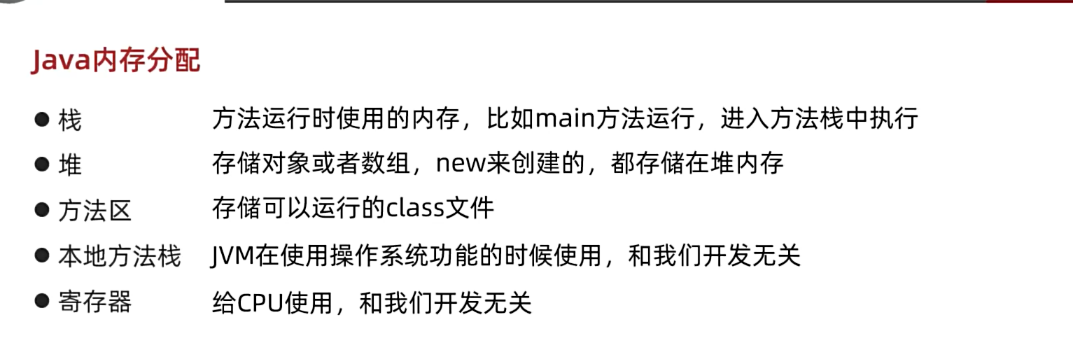 Java内存分配
● 栈 方法运行时使用的内存，比如main方法运行，进入方法栈中执行
● 堆 存储对象或者数组，new来创建的，都存储在堆内存
● 方法区 存储可以运行的class文件
● 本地方法栈 JVM在使用操作系统功能的时候使用，和我们开发无关
● 寄存器 给CPU使用，和我们开发无关